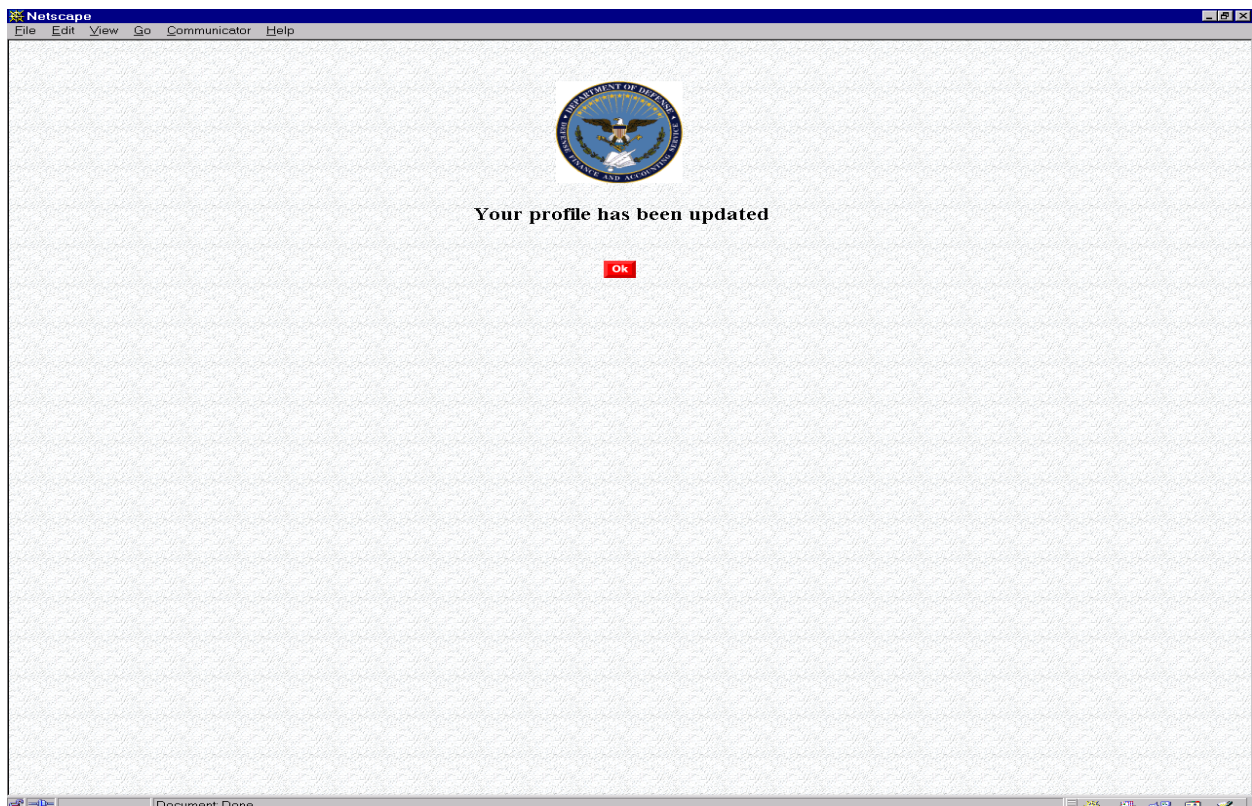 Netscape
File Edit View Go Communicator Help
DEPARTMENT OF DEFENSE
DEFENSE FINANCE AND ACCOUNTING SERVICE
Your profile has been updated
Ok
Document: Done